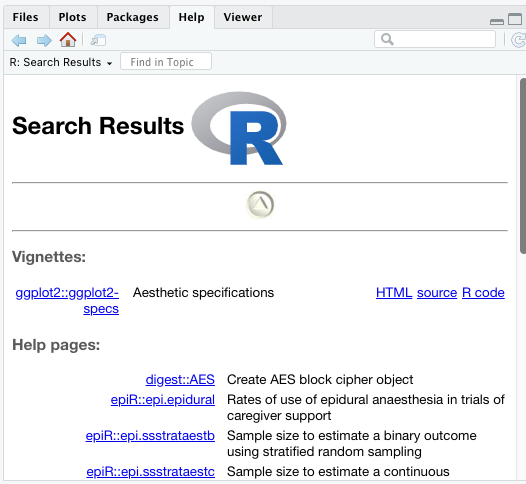 Files Plots Packages Help Viewer
R: Search Results Find in Topic
Search Results R
Vignettes:
ggplot2::ggplot2- Aesthetic specifications HTML source R code
specs
Help pages:
digest::AES Create AES block cipher object
epiR::epi.epidural Rates of use of epidural anaesthesia in trials of
caregiver support
epiR::epi.ssstrataestb Sample size to estimate a binary outcome
using stratified random sampling
epiR::epi.ssstrataestc Sample size to estimate a continuous